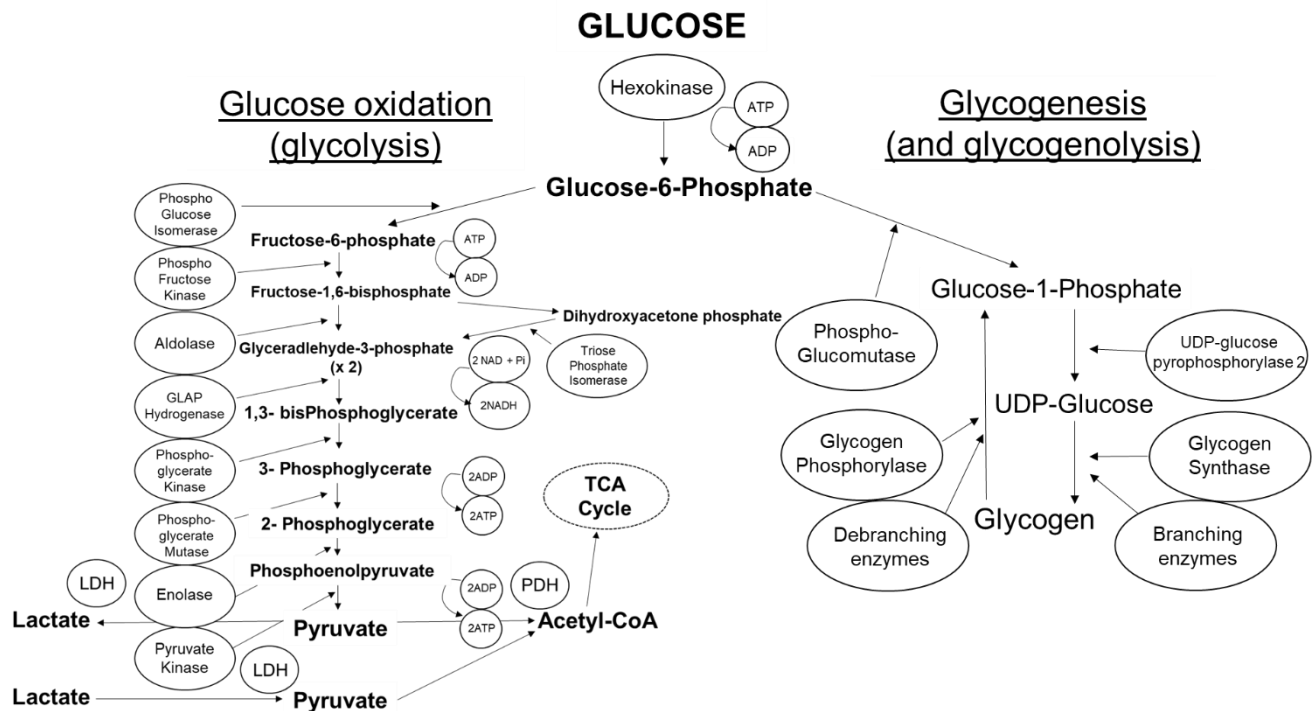 GLUCOSE
Hexokinase
ATP
ADP
Glucose oxidation
(glycolysis)
Glycogenesis
(and glycogenolysis)
Glucose-6-Phosphate
Phospho
Glucose
Isomerase
Fructose-6-phosphate
ATP
ADP
Phospho
Fructose
Kinase
Fructose-1,6-bisphosphate
Dihydroxyacetone phosphate
Aldolase
Glyceradlehyde-3-phosphate
(x 2)
2 NAD + Pi
2NADH
Triose
Phosphate
Isomerase
GLAP
Hydrogenase
1,3- bisPhosphoglycerate
Phospho-
glycerate
Kinase
3- Phosphoglycerate
2ADP
2ATP
Phospho-
glycerate
Mutase
2- Phosphoglycerate
TCA
Cycle
Enolase
Phosphoenolpyruvate
2ADP
2ATP
LDH
PDH
Lactate
Pyruvate
Acetyl-CoA
Pyruvate
Kinase
LDH
Lactate
Pyruvate
Glucose-1-Phosphate
Phospho-
Glucomutase
UDP-glucose
pyrophosphorylase 2
UDP-Glucose
Glycogen
Phosphorylase
Glycogen
Synthase
Glycogen
Debranching
enzymes
Branching
enzymes